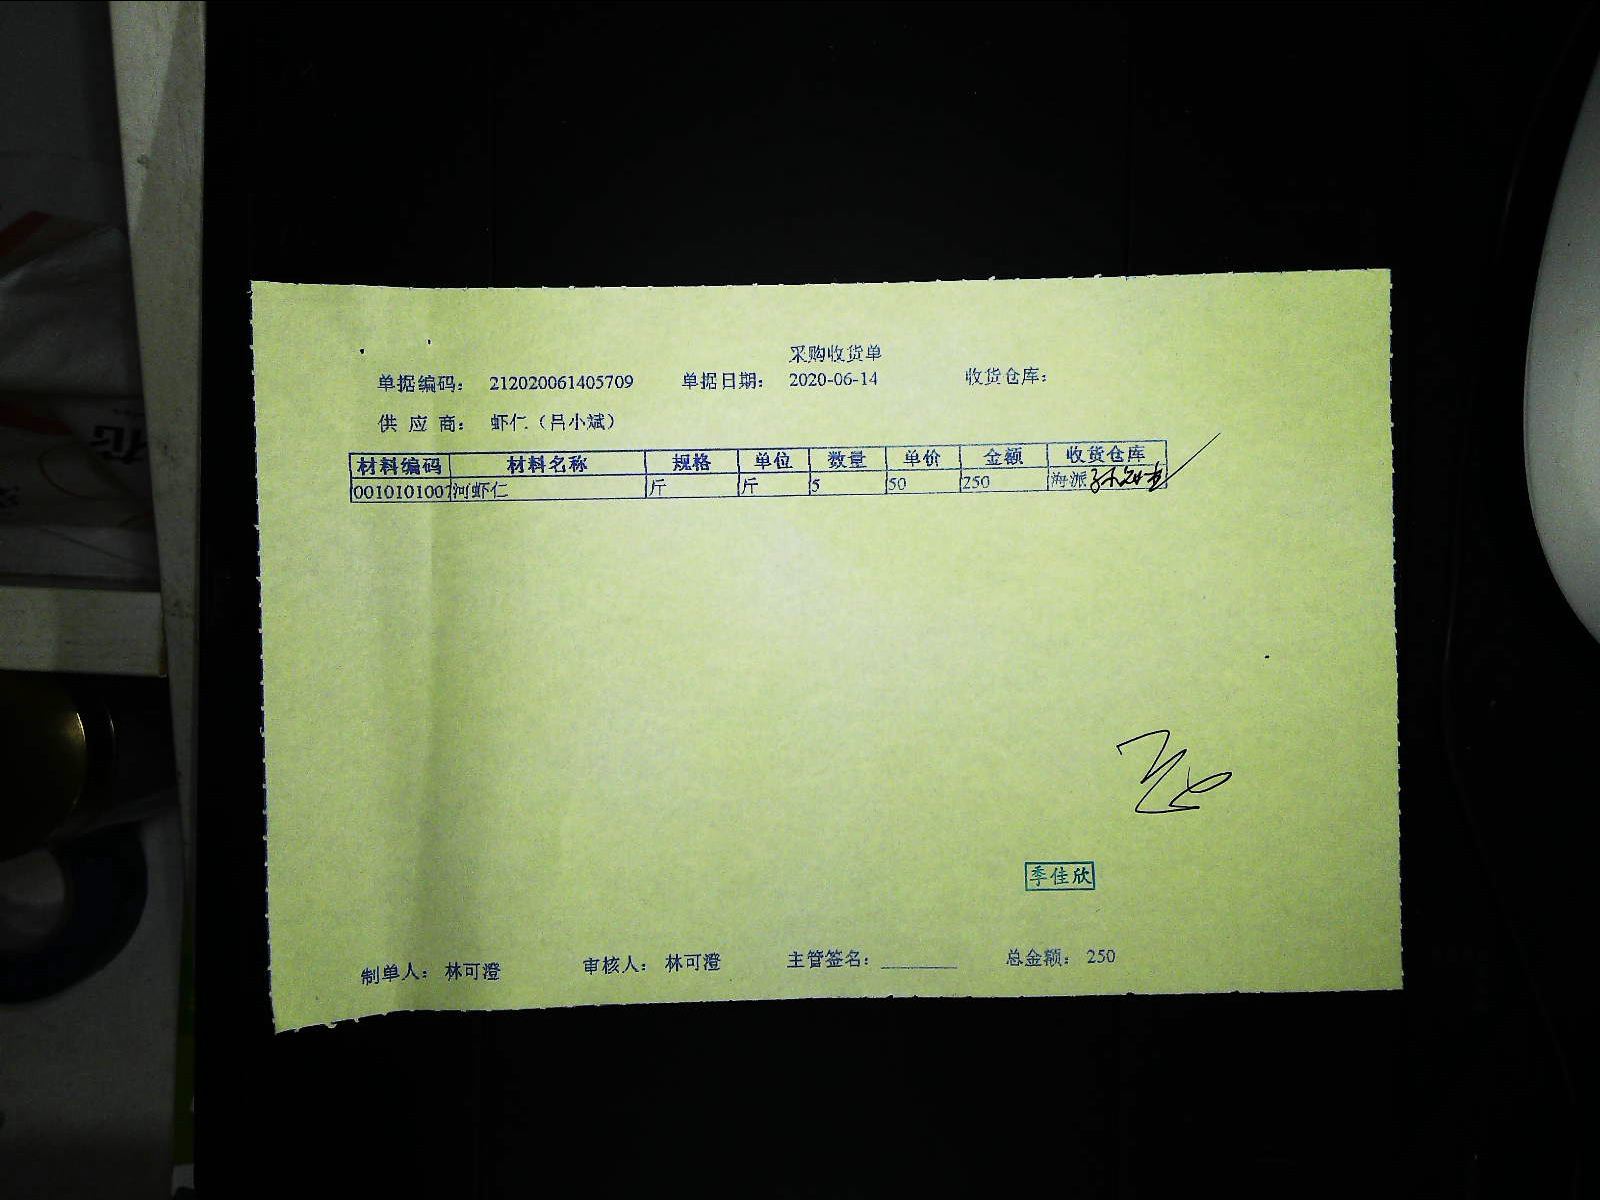 采购收货单
单据编码： 212020061405709 单据日期： 2020-06-14 收货仓库：
供 应 商： 虾仁（吕小斌）
材料编码 材料名称 规格 单位 数量 单价 金额 收货仓库
0010101007 河虾仁 斤 斤 5 50 250 海派
季佳欣
制单人： 林可澄 审核人： 林可澄 主管签名： 总金额： 250